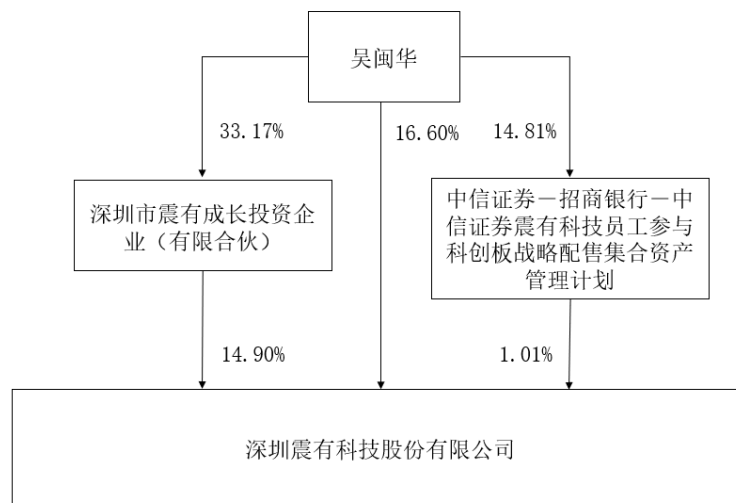 吴闽华
33.17%
16.60%
14.81%
深圳市震有成长投资企
业（有限合伙）
中信证券－招商银行－中
信证券震有科技员工参与
科创板战略配售集合资产
管理计划
14.90%
1.01%
深圳震有科技股份有限公司